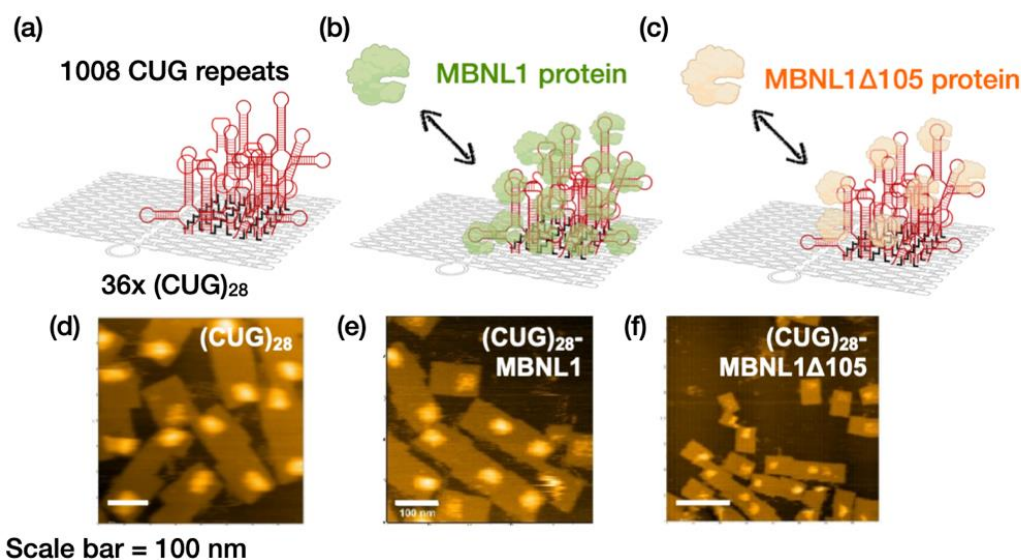 (a)
1008 CUG repeats
36x (CUG)₂₈
(b)
MBNL1 protein
(c)
MBNL1Δ105 protein
(d)
(CUG)₂₈
(e)
(CUG)₂₈-
MBNL1
100 nm
(f)
(CUG)₂₈-
MBNL1Δ105
Scale bar = 100 nm